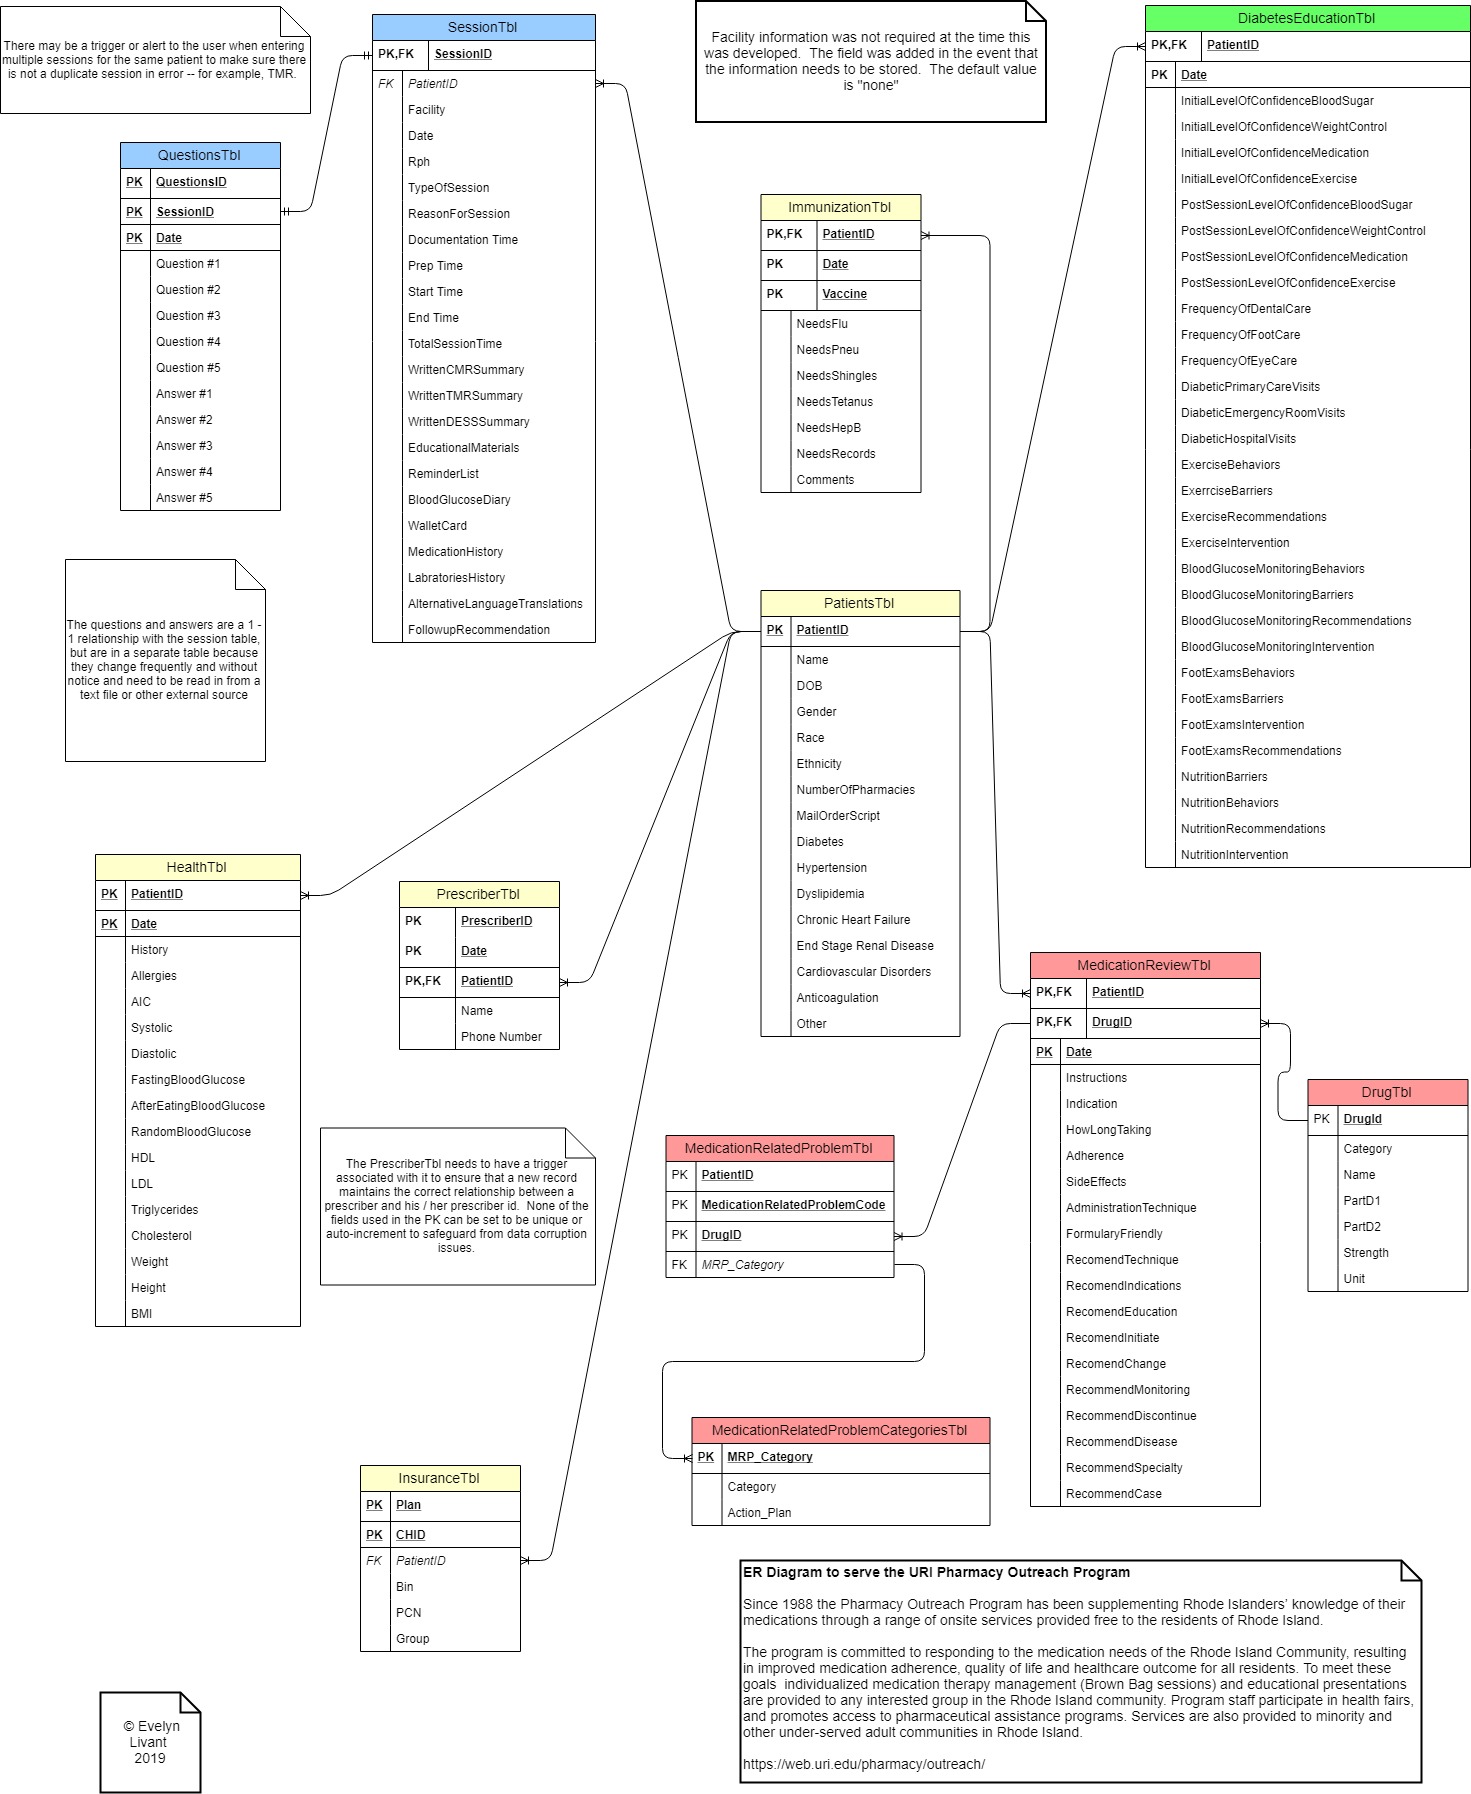 There may be a trigger or alert to the user when entering
multiple sessions for the same patient to make sure there
is not a duplicate session in error -- for example, TMR.
SessionTbl
PK,FK SessionID
FK PatientID
Facility
Date
Rph
TypeOfSession
ReasonForSession
Documentation Time
Prep Time
Start Time
End Time
TotalSessionTime
WrittenCMRSummary
WrittenTMRSummary
WrittenDESSSummary
EducationalMaterials
ReminderList
BloodGlucoseDiary
WalletCard
MedicationHistory
LabratoriesHistory
AlternativeLanguageTranslations
FollowupRecommendation
Facility information was not required at the time this
was developed. The field was added in the event that
the information needs to be stored. The default value
is "none"
DiabetesEducationTbl
PK,FK PatientID
PK Date
InitialLevelOfConfidenceBloodSugar
InitialLevelOfConfidenceWeightControl
InitialLevelOfConfidenceMedication
InitialLevelOfConfidenceExercise
PostSessionLevelOfConfidenceBloodSugar
PostSessionLevelOfConfidenceWeightControl
PostSessionLevelOfConfidenceMedication
PostSessionLevelOfConfidenceExercise
FrequencyOfDentalCare
FrequencyOfFootCare
FrequencyOfEyeCare
DiabeticPrimaryCareVisits
DiabeticEmergencyRoomVisits
DiabeticHospitalVisits
ExerciseBehaviors
ExerrciseBarriers
ExerciseRecommendations
ExerciseIntervention
BloodGlucoseMonitoringBehaviors
BloodGlucoseMonitoringBarriers
BloodGlucoseMonitoringRecommendations
BloodGlucoseMonitoringIntervention
FootExamsBehaviors
FootExamsBarriers
FootExamsIntervention
FootExamsRecommendations
NutritionBarriers
NutritionBehaviors
NutritionRecommendations
NutritionIntervention
QuestionsTbl
PK QuestionsID
PK SessionID
PK Date
Question #1
Question #2
Question #3
Question #4
Question #5
Answer #1
Answer #2
Answer #3
Answer #4
Answer #5
ImmunizationTbl
PK,FK PatientID
PK Date
PK Vaccine
NeedsFlu
NeedsPneu
NeedsShingles
NeedsTetanus
NeedsHepB
NeedsRecords
Comments
The questions and answers are a 1 -
1 relationship with the session table,
but are in a separate table because
they change frequently and without
notice and need to be read in from a
text file or other external source
PatientsTbl
PK PatientID
Name
DOB
Gender
Race
Ethnicity
NumberOfPharmacies
MailOrderScript
Diabetes
Hypertension
Dyslipidemia
Chronic Heart Failure
End Stage Renal Disease
Cardiovascular Disorders
Anticoagulation
Other
HealthTbl
PK PatientID
PK Date
History
Allergies
AIC
Systolic
Diastolic
FastingBloodGlucose
AfterEatingBloodGlucose
RandomBloodGlucose
HDL
LDL
Triglycerides
Cholesterol
Weight
Height
BMI
PrescriberTbl
PK PrescriberID
PK Date
PK,FK PatientID
Name
Phone Number
MedicationReviewTbl
PK,FK PatientID
PK,FK DrugID
PK Date
Instructions
Indication
HowLongTaking
Adherence
SideEffects
AdministrationTechnique
FormularyFriendly
RecomendTechnique
RecomendIndications
RecomendEducation
RecomendInitiate
RecomendChange
RecommendMonitoring
RecommendDiscontinue
RecommendDisease
RecommendSpecialty
RecommendCase
DrugTbl
PK DrugId
Category
Name
PartD1
PartD2
Strength
Unit
The PrescriberTbl needs to have a trigger
associated with it to ensure that a new record
maintains the correct relationship between a
prescriber and his / her prescriber id. None of the
fields used in the PK can be set to be unique or
auto-increment to safeguard from data corruption
issues.
MedicationRelatedProblemTbl
PK PatientID
PK MedicationRelatedProblemCode
PK DrugID
FK MRP_Category
MedicationRelatedProblemCategoriesTbl
PK MRP_Category
Category
Action_Plan
InsuranceTbl
PK Plan
PK CHID
FK PatientID
Bin
PCN
Group
ER Diagram to serve the URI Pharmacy Outreach Program
Since 1988 the Pharmacy Outreach Program has been supplementing Rhode Islanders' knowledge of their
medications through a range of onsite services provided free to the residents of Rhode Island.
The program is committed to responding to the medication needs of the Rhode Island Community, resulting
in improved medication adherence, quality of life and healthcare outcome for all residents. To meet these
goals individualized medication therapy management (Brown Bag sessions) and educational presentations
are provided to any interested group in the Rhode Island community. Program staff participate in health fairs,
and promotes access to pharmaceutical assistance programs. Services are also provided to minority and
other under-served adult communities in Rhode Island.
https://web.uri.edu/pharmacy/outreach/
© Evelyn
Livant
2019